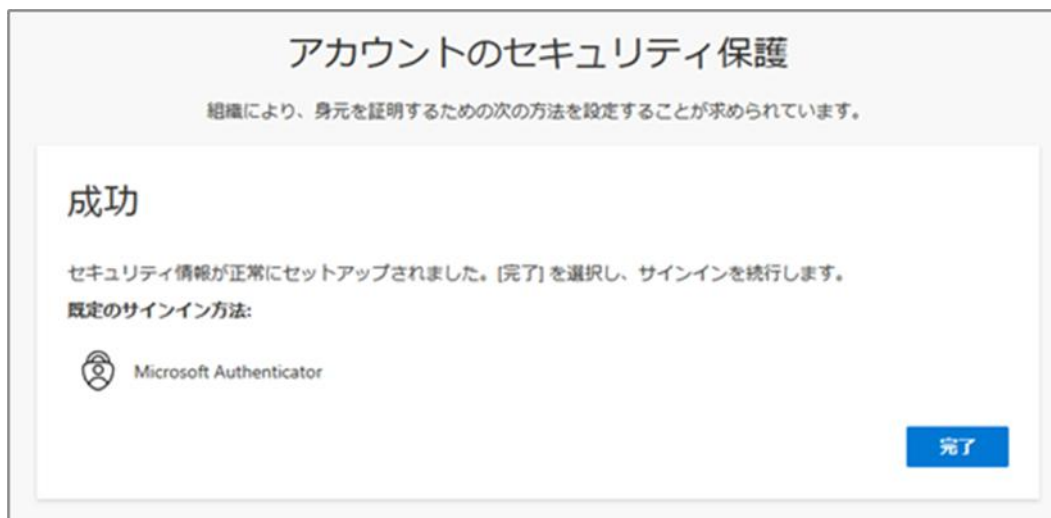 アカウントのセキュリティ保護
組織により、身元を証明するための次の方法を設定することが求められています。
成功
セキュリティ情報が正常にセットアップされました。[完了] を選択し、サインインを続行します。
既定のサインイン方法:
Microsoft Authenticator
完了